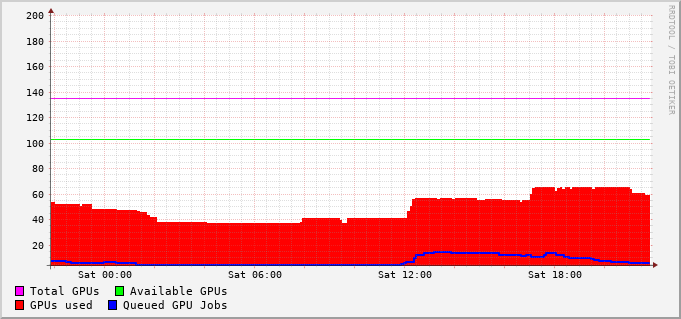 200
180
160
140
120
100
80
60
40
20
Sat 00:00 Sat 06:00 Sat 12:00 Sat 18:00
Total GPUs Available GPUs
GPUs used Queued GPU Jobs
RRDTOOL / TOBI OETIKER